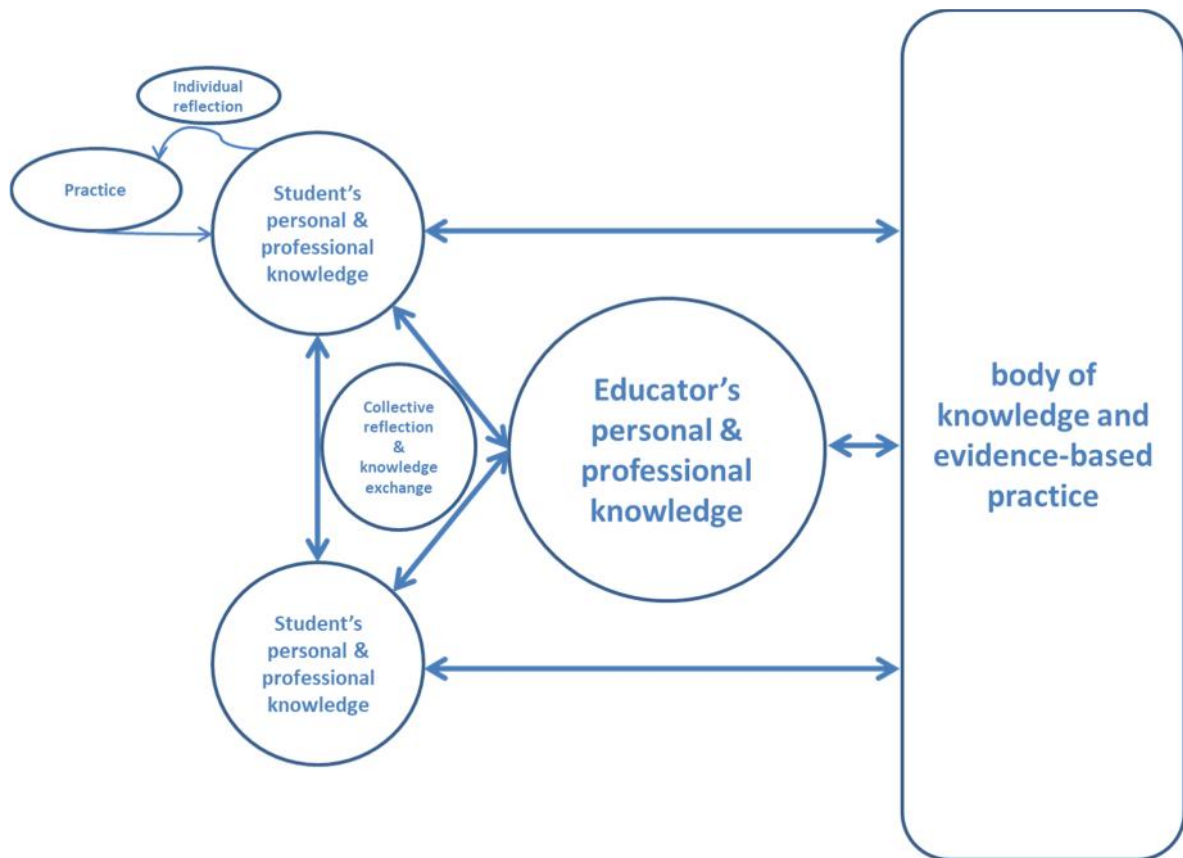 Individual
reflection
Practice
Student’s
personal &
professional
knowledge
Collective
reflection
&
knowledge
exchange
Educator’s
personal &
professional
knowledge
body of
knowledge and
evidence-based
practice
Student’s
personal &
professional
knowledge